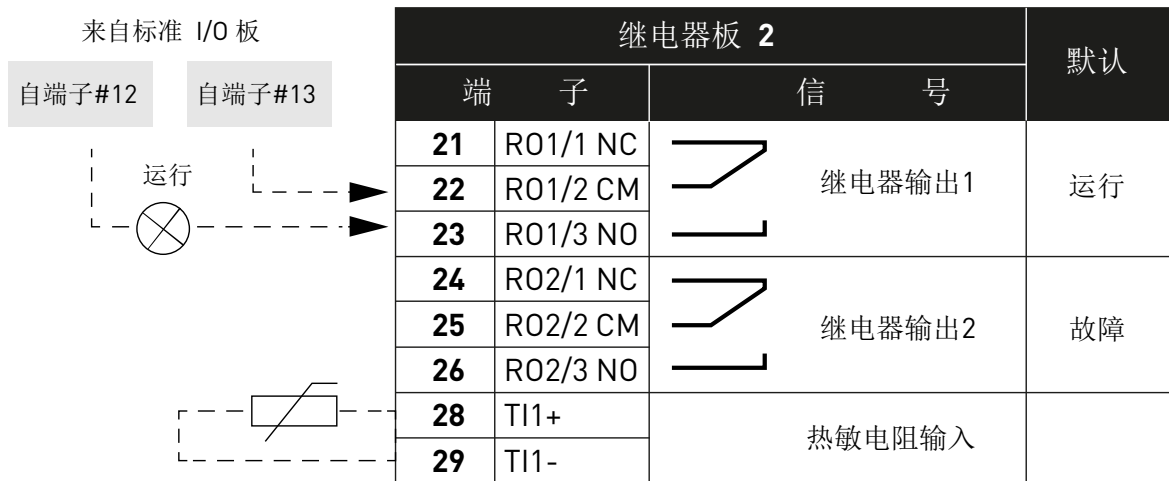 来自标准 I/O 板
自端子#12
自端子#13
运行
继电器板 2
默认
端 子
信 号
21 RO1/1 NC
22 RO1/2 CM
23 RO1/3 NO
继电器输出1
运行
24 RO2/1 NC
25 RO2/2 CM
26 RO2/3 NO
继电器输出2
故障
28 TI1+
29 TI1-
热敏电阻输入